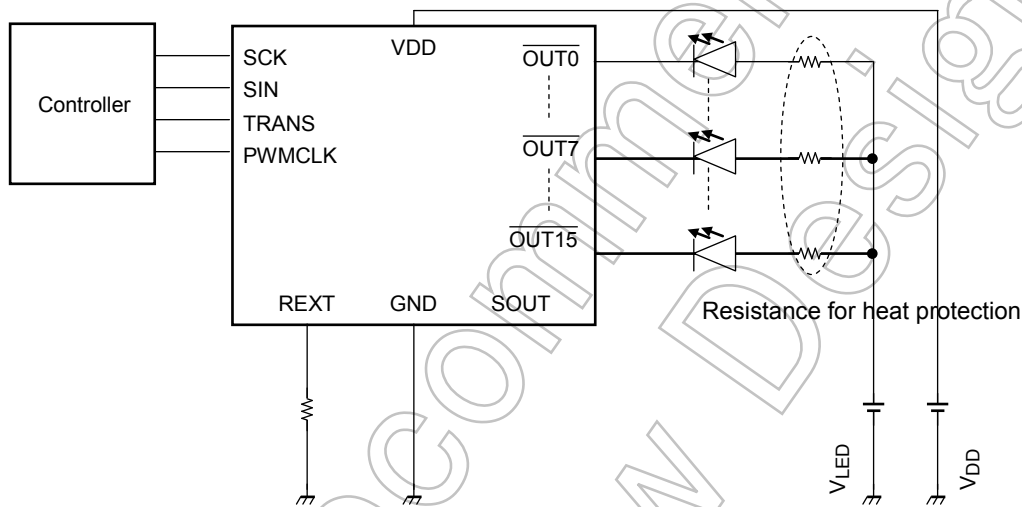 Controller
SCK
SIN
TRANS
PWMCLK
VDD
OUT0
OUT7
OUT15
REXT
GND
SOUT
Resistance for heat protection
VLED
VDD